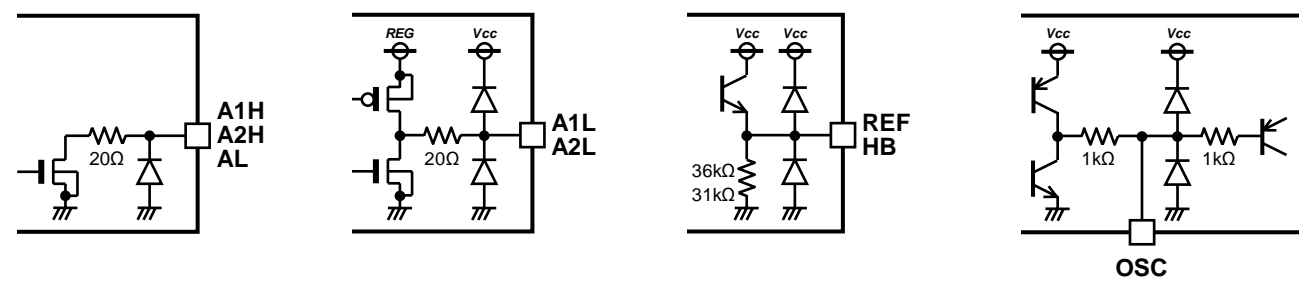 A1H
A2H
AL
20Ω
REG
Vcc
A1L
A2L
20Ω
Vcc
Vcc
REF
HB
36kΩ
31kΩ
Vcc
Vcc
1kΩ
1kΩ
OSC